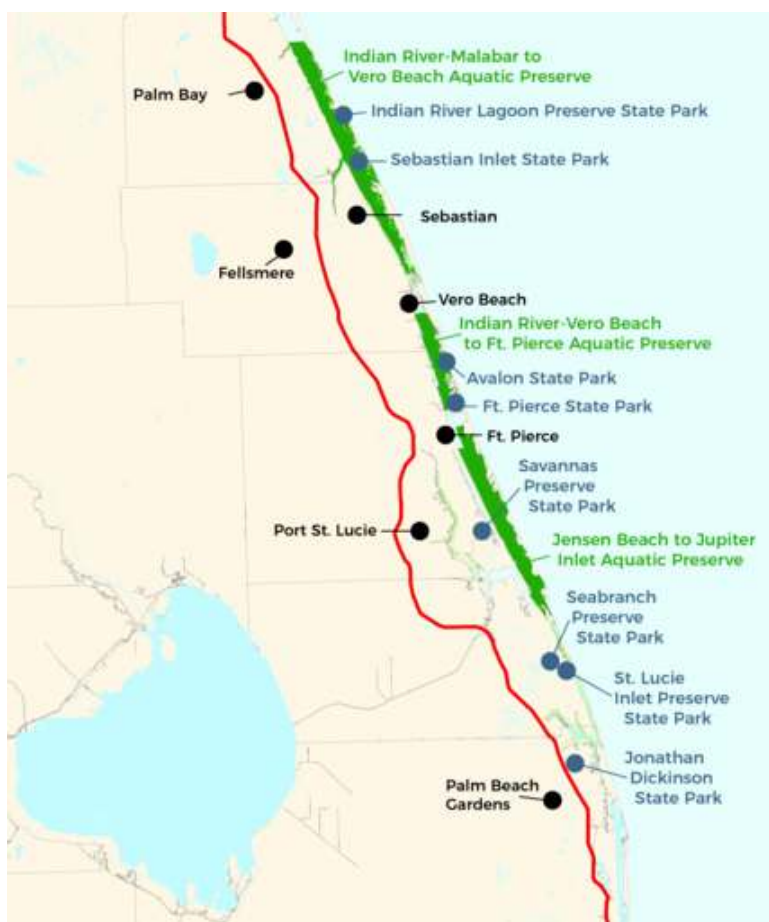 Indian River-Malabar to
Vero Beach Aquatic Preserve
Palm Bay
Indian River Lagoon Preserve State Park
Sebastian Inlet State Park
Sebastian
Fellsmere
Vero Beach
Indian River-Vero Beach
to Ft. Pierce Aquatic Preserve
Avalon State Park
Ft. Pierce State Park
Ft. Pierce
Savannas
Preserve
State Park
Port St. Lucie
Jensen Beach to Jupiter
Inlet Aquatic Preserve
Seabranch
Preserve
State Park
St. Lucie
Inlet Preserve
State Park
Jonathan
Dickinson
State Park
Palm Beach
Gardens